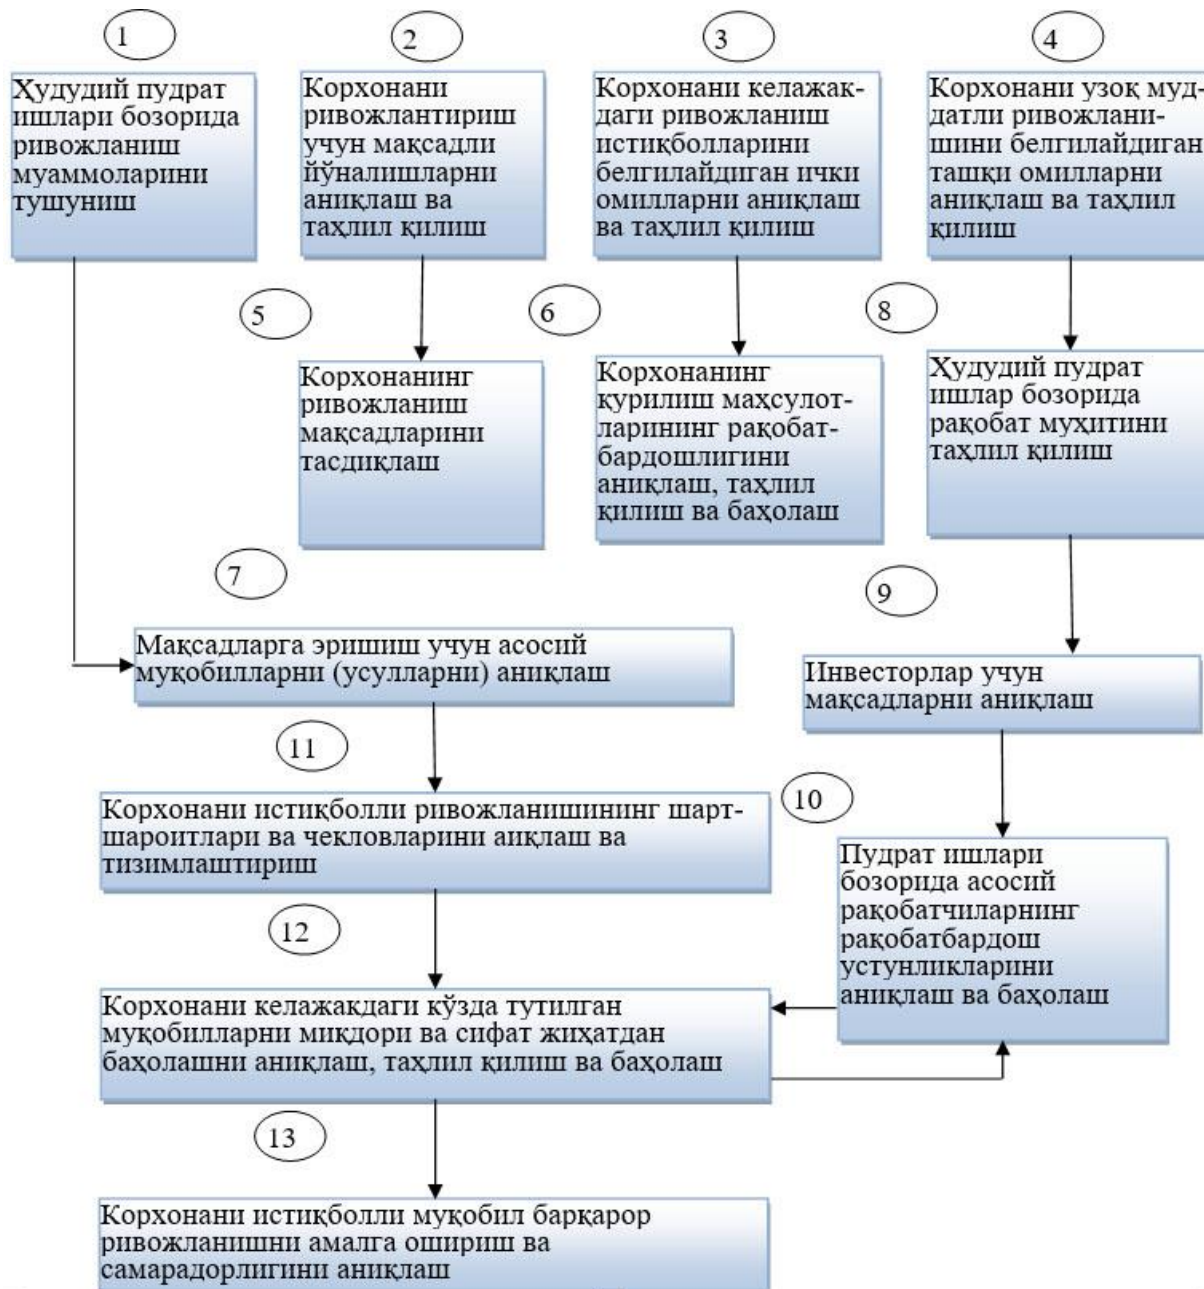 1
Ҳудудий пудрат
ишлари бозорида
ривожланиш
муаммоларини
тушуниш
2
Корхонани
ривожлантириш
учун мақсадли
йўналишларни
аниқлаш ва
таҳлил қилиш
3
Корхонани келажак-
даги ривожланиш
истиқболларини
белгилайдиган ички
омилларни аниқлаш
ва таҳлил қилиш
4
Корхонани узоқ муд-
датли ривожлани-
шини белгилайдиган
ташқи омилларни
аниқлаш ва таҳлил
қилиш
5
Корхонанинг
ривожланиш
мақсадларини
тасдиқлаш
6
Корхонанинг
қурилиш маҳсулот-
ларининг рақобат-
бардошлигини
аниқлаш, таҳлил
қилиш ва баҳолаш
8
Ҳудудий пудрат
ишлар бозорида
рақобат муҳитини
таҳлил қилиш
7
Мақсадларга эришиш учун асосий
муқобилларни (усулларни) аниқлаш
9
Инвесторлар учун
мақсадларни аниқлаш
11
Корхонани истиқболли ривожланишининг шарт-
шароитлари ва чекловларини аиқлаш ва
тизимлаштириш
10
Пудрат ишлари
бозорида асосий
рақобатчиларнинг
рақобатбардош
устунликларини
аниқлаш ва баҳолаш
12
Корхонани келажакдаги кўзда тутилган
муқобилларни миқдори ва сифат жиҳатдан
баҳолашни аниқлаш, таҳлил қилиш ва баҳолаш
13
Корхонани истиқболли муқобил барқарор
ривожланишни амалга ошириш ва
самарадорлигини аниқлаш